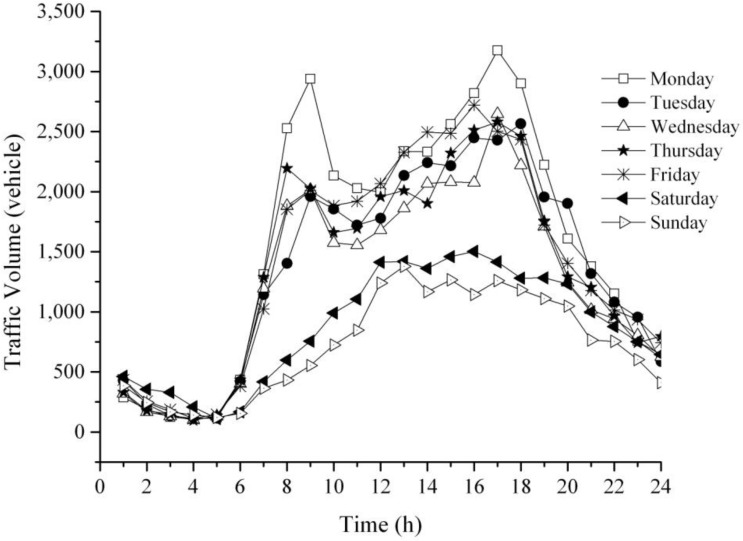 3,500
3,000
2,500
2,000
1,500
1,000
500
0
Traffic Volume (vehicle)
Monday
Tuesday
Wednesday
Thursday
Friday
Saturday
Sunday
0 2 4 6 8 10 12 14 16 18 20 22 24
Time (h)